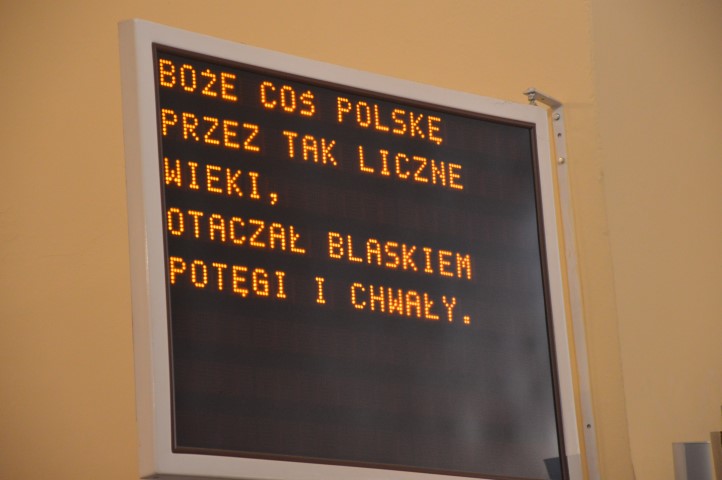 BOŻE COŚ POLSKĘ
PRZEZ TAK LICZNE
WIEKI,
OTACZAŁ BLASKIEM
POTĘGI I CHWAŁY.